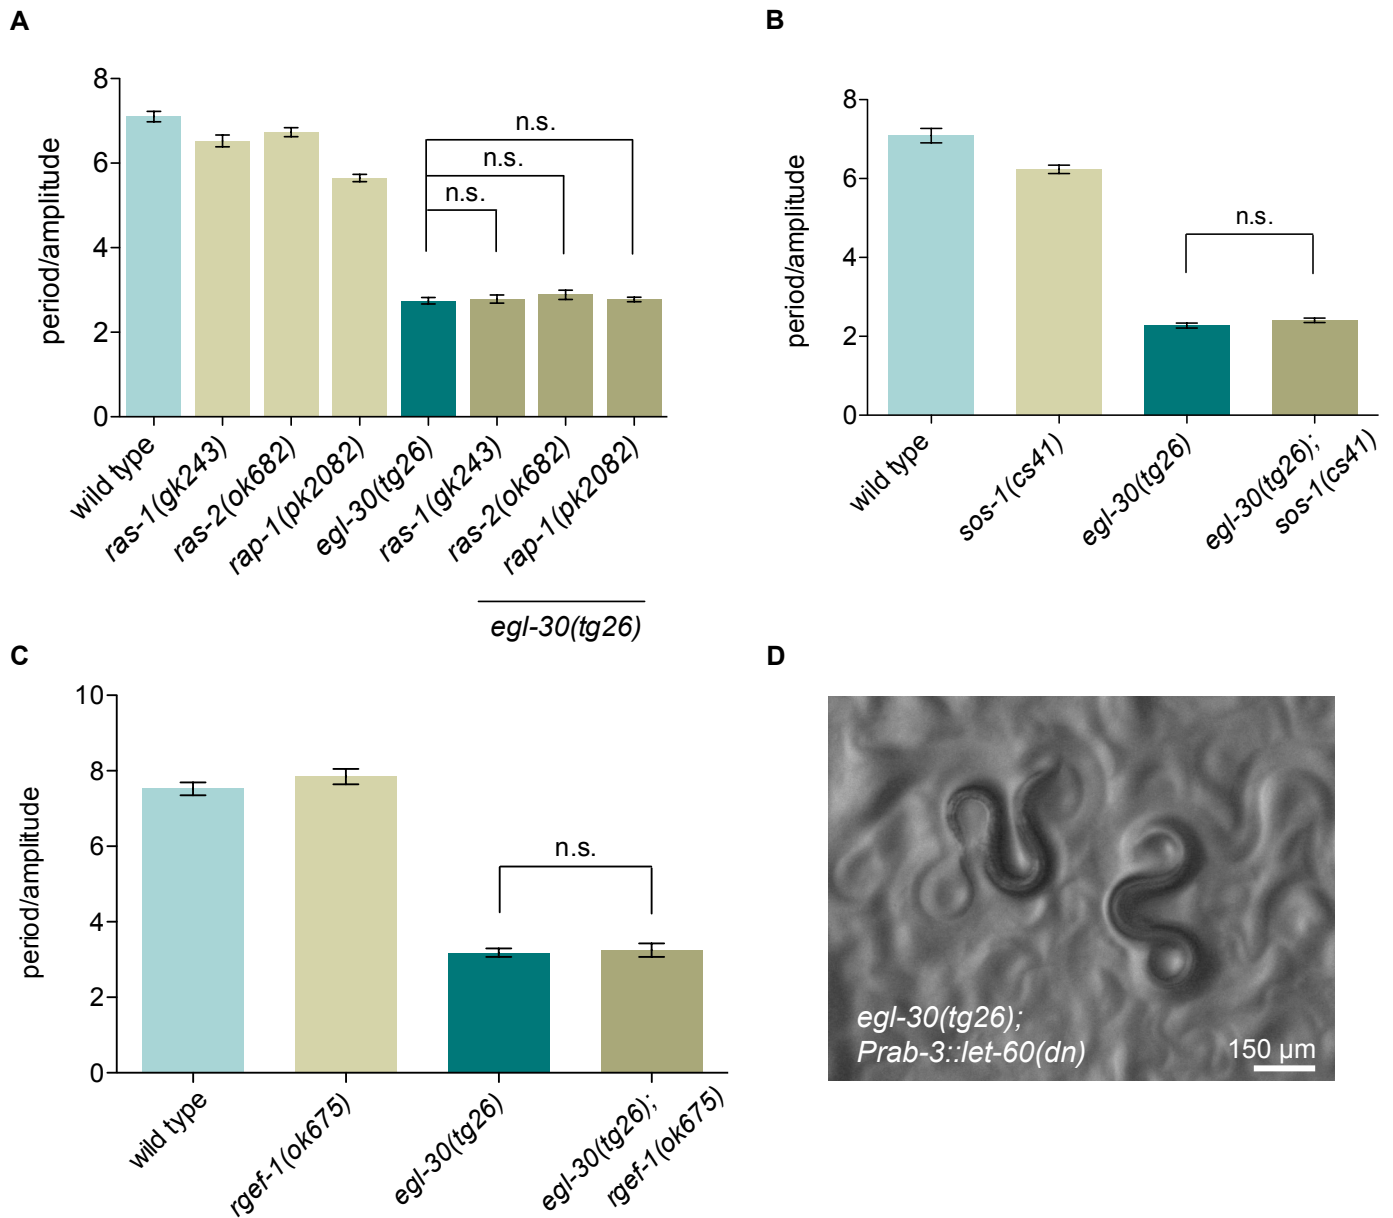 A
8
6
4
2
0
period/amplitude
n.s.
n.s.
n.s.
wild type
ras-1(gk243)
ras-2(ok682)
rap-1(pk2082)
egl-30(tg26)
ras-1(gk243)
ras-2(ok682)
rap-1(pk2082)
egl-30(tg26)
B
8
6
4
2
0
period/amplitude
n.s.
wild type
sos-1(cs41)
egl-30(tg26)
egl-30(tg26);
sos-1(cs41)
C
10
8
6
4
2
0
period/amplitude
n.s.
wild type
rgef-1(ok675)
egl-30(tg26)
egl-30(tg26);
rgef-1(ok675)
D
egl-30(tg26);
Prab-3::let-60(dn)
150 µm